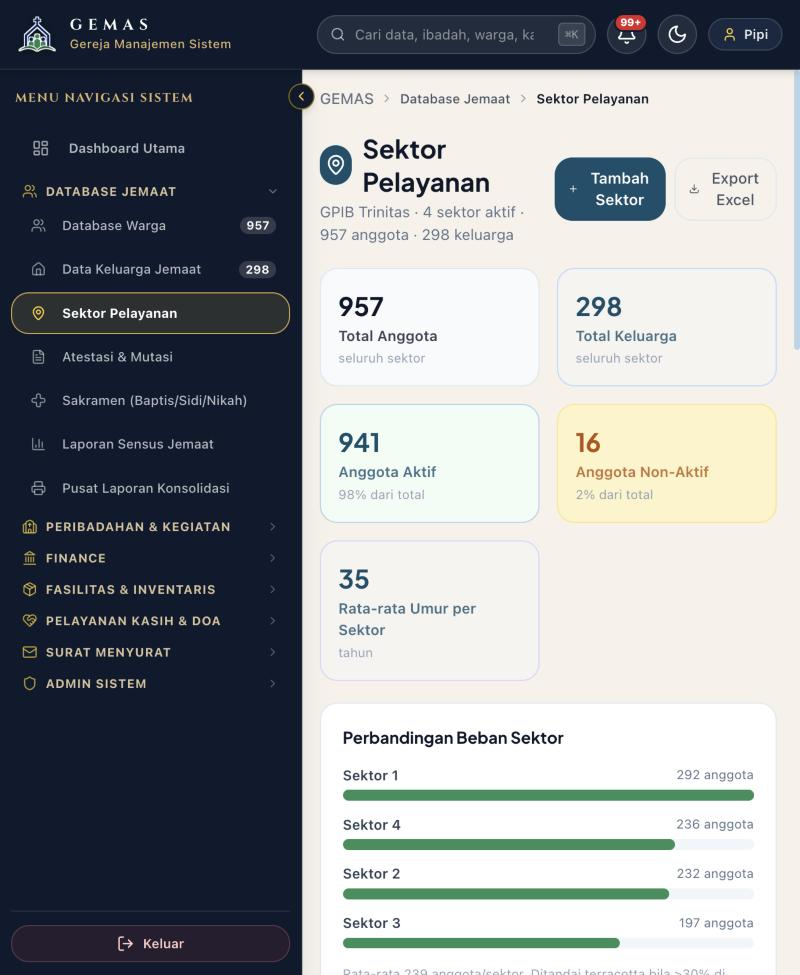 GEMAS
Gereja Manajemen Sistem
Cari data, ibadah, warga, ka
⌘K
99+
Pipi
MENU NAVIGASI SISTEM
Dashboard Utama
DATABASE JEMAAT
Database Warga
957
Data Keluarga Jemaat
298
Sektor Pelayanan
Atestasi & Mutasi
Sakramen (Baptis/Sidi/Nikah)
Laporan Sensus Jemaat
Pusat Laporan Konsolidasi
PERIBADAHAN & KEGIATAN
FINANCE
FASILITAS & INVENTARIS
PELAYANAN KASIH & DOA
SURAT MENYURAT
ADMIN SISTEM
Keluar
GEMAS > Database Jemaat > Sektor Pelayanan
Sektor
Pelayanan
GPIB Trinitas · 4 sektor aktif ·
957 anggota · 298 keluarga
+ Tambah
Sektor
Export
Excel
957
Total Anggota
seluruh sektor
298
Total Keluarga
seluruh sektor
941
Anggota Aktif
98% dari total
16
Anggota Non-Aktif
2% dari total
35
Rata-rata Umur per
Sektor
tahun
Perbandingan Beban Sektor
Sektor 1
292 anggota
Sektor 4
236 anggota
Sektor 2
232 anggota
Sektor 3
197 anggota
Rata-rata 239 anggota/sektor. Ditandai terracotta bila >30% di